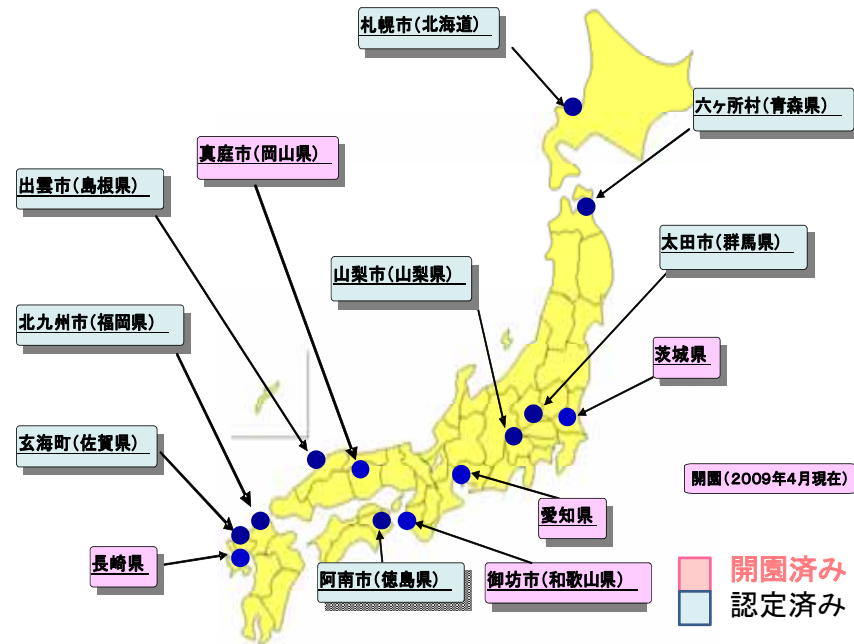 札幌市(北海道)
六ヶ所村(青森県)
真庭市(岡山県)
出雲市(島根県)
太田市(群馬県)
山梨市(山梨県)
北九州市(福岡県)
茨城県
玄海町(佐賀県)
開園(2009年4月現在)
愛知県
長崎県
阿南市(徳島県)
御坊市(和歌山県)
開園済み
認定済み